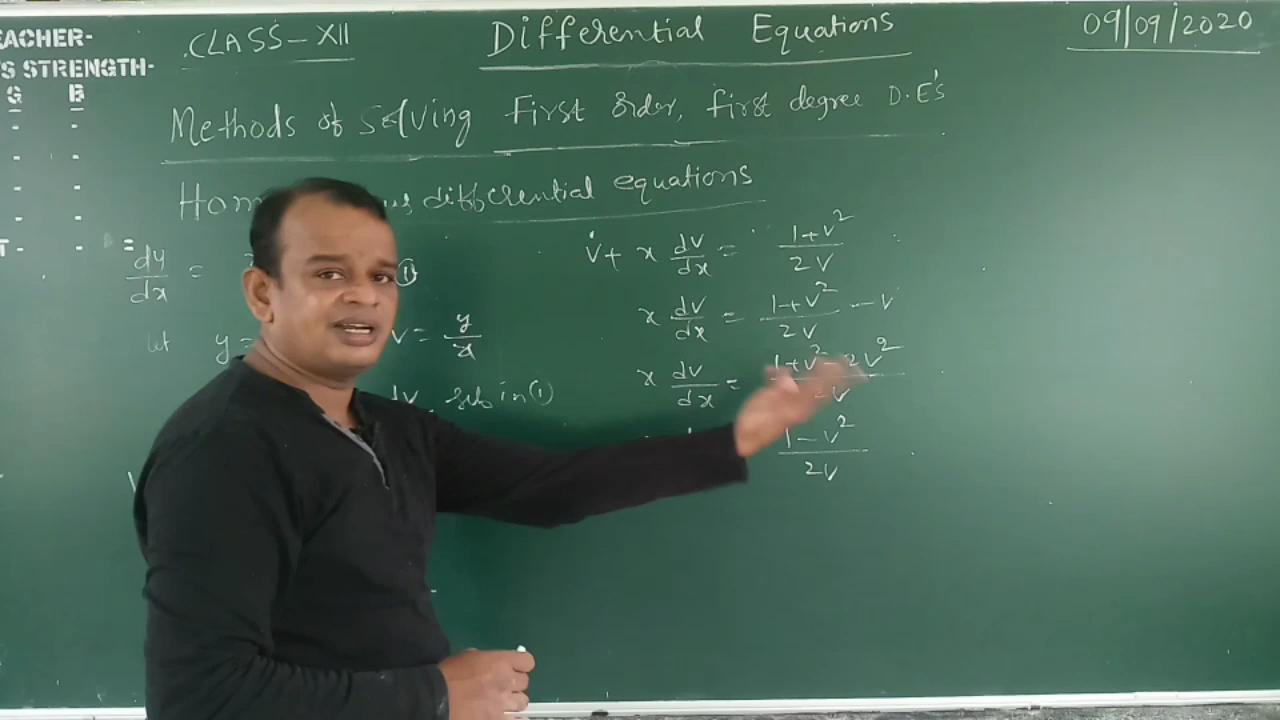 EACHER-
'S STRENGTH-
G B
T-
CLASS-XII
Differential Equations
09/09/2020
Methods of Solving First Order, first degree D.E's
differential equations
dy/dx =
①
let y =
v = y/x
dv sub in ①
v + x dv/dx = 1+v²/2v
x dv/dx = 1+v²/2v - v
x dv/dx = 1+v²-2v²/2v
1-v²/2v